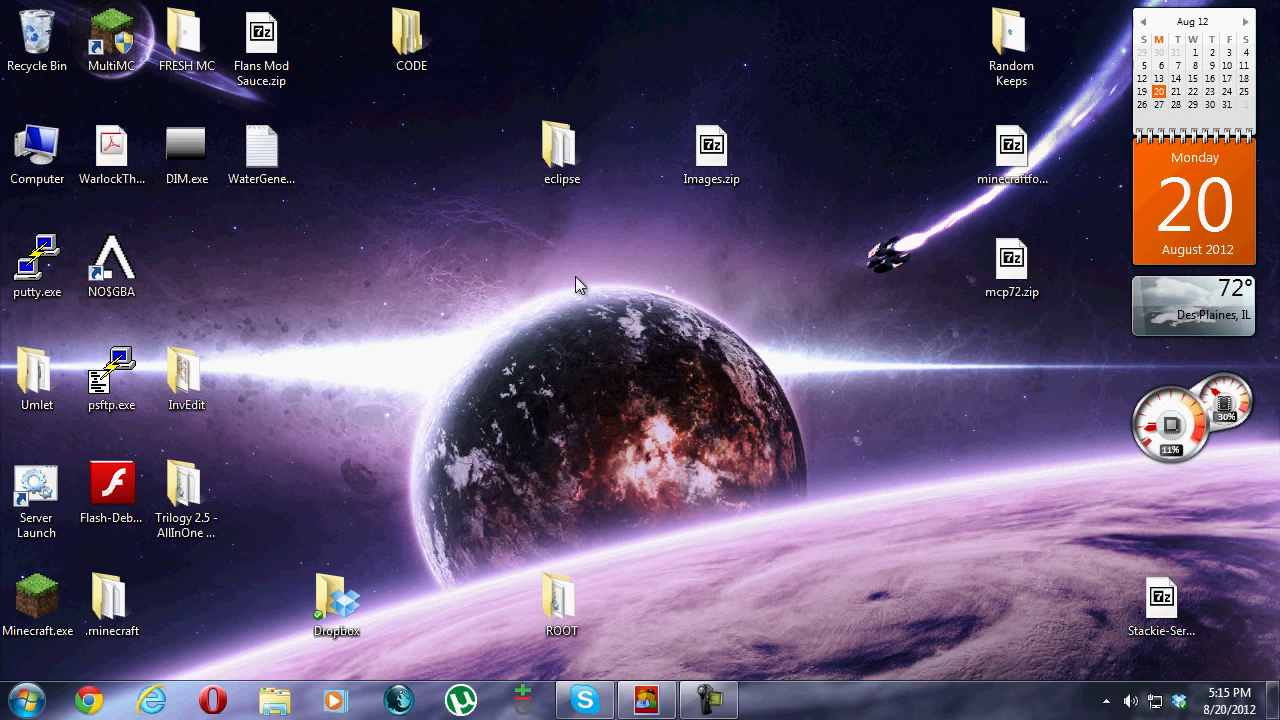 Recycle Bin
MultiMC
FRESH MC
Flans Mod
Sauce.zip
CODE
Random
Keeps
Computer
WarlockTh...
DIM.exe
WaterGene...
eclipse
Images.zip
minecraftfo...
putty.exe
NO$GBA
mcp72.zip
Umlet
psftp.exe
InvEdit
Server
Launch
Flash-Deb...
Trilogy 2.5 -
AllInOne ...
Minecraft.exe
.minecraft
Dropbox
ROOT
Stackie-Ser...
Aug 12
S M T W T F S
29 30 31 1 2 3 4
5 6 7 8 9 10 11
12 13 14 15 16 17 18
19 20 21 22 23 24 25
26 27 28 29 30 31 1
Monday
20
August 2012
72°
Des Plaines, IL
30%
11%
5:15 PM
8/20/2012